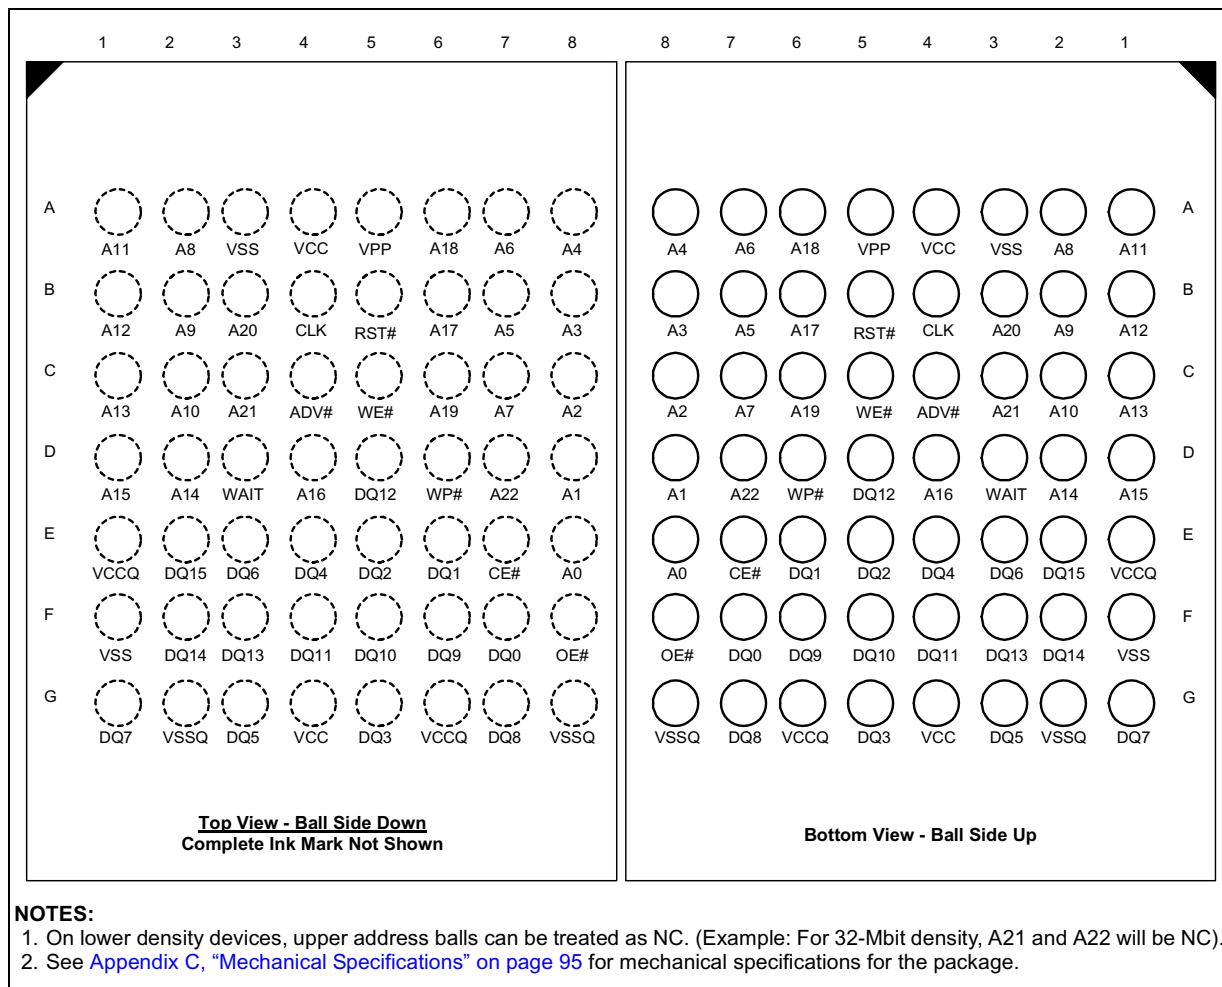 1 2 3 4 5 6 7 8 8 7 6 5 4 3 2 1
A A
A11 A8 VSS VCC VPP A18 A6 A4 A4 A6 A18 VPP VCC VSS A8 A11
B B
A12 A9 A20 CLK RST# A17 A5 A3 A3 A5 A17 RST# CLK A20 A9 A12
C C
A13 A10 A21 ADV# WE# A19 A7 A2 A2 A7 A19 WE# ADV# A21 A10 A13
D D
A15 A14 WAIT A16 DQ12 WP# A22 A1 A1 A22 WP# DQ12 A16 WAIT A14 A15
E E
VCCQ DQ15 DQ6 DQ4 DQ2 DQ1 CE# A0 A0 CE# DQ1 DQ2 DQ4 DQ6 DQ15 VCCQ
F F
VSS DQ14 DQ13 DQ11 DQ10 DQ9 DQ0 OE# OE# DQ0 DQ9 DQ10 DQ11 DQ13 DQ14 VSS
G G
DQ7 VSSQ DQ5 VCC DQ3 VCCQ DQ8 VSSQ VSSQ DQ8 VCCQ DQ3 VCC DQ5 VSSQ DQ7
Top View - Ball Side Down
Complete Ink Mark Not Shown
Bottom View - Ball Side Up
NOTES:
1. On lower density devices, upper address balls can be treated as NC. (Example: For 32-Mbit density, A21 and A22 will be NC).
2. See Appendix C, “Mechanical Specifications” on page 95 for mechanical specifications for the package.